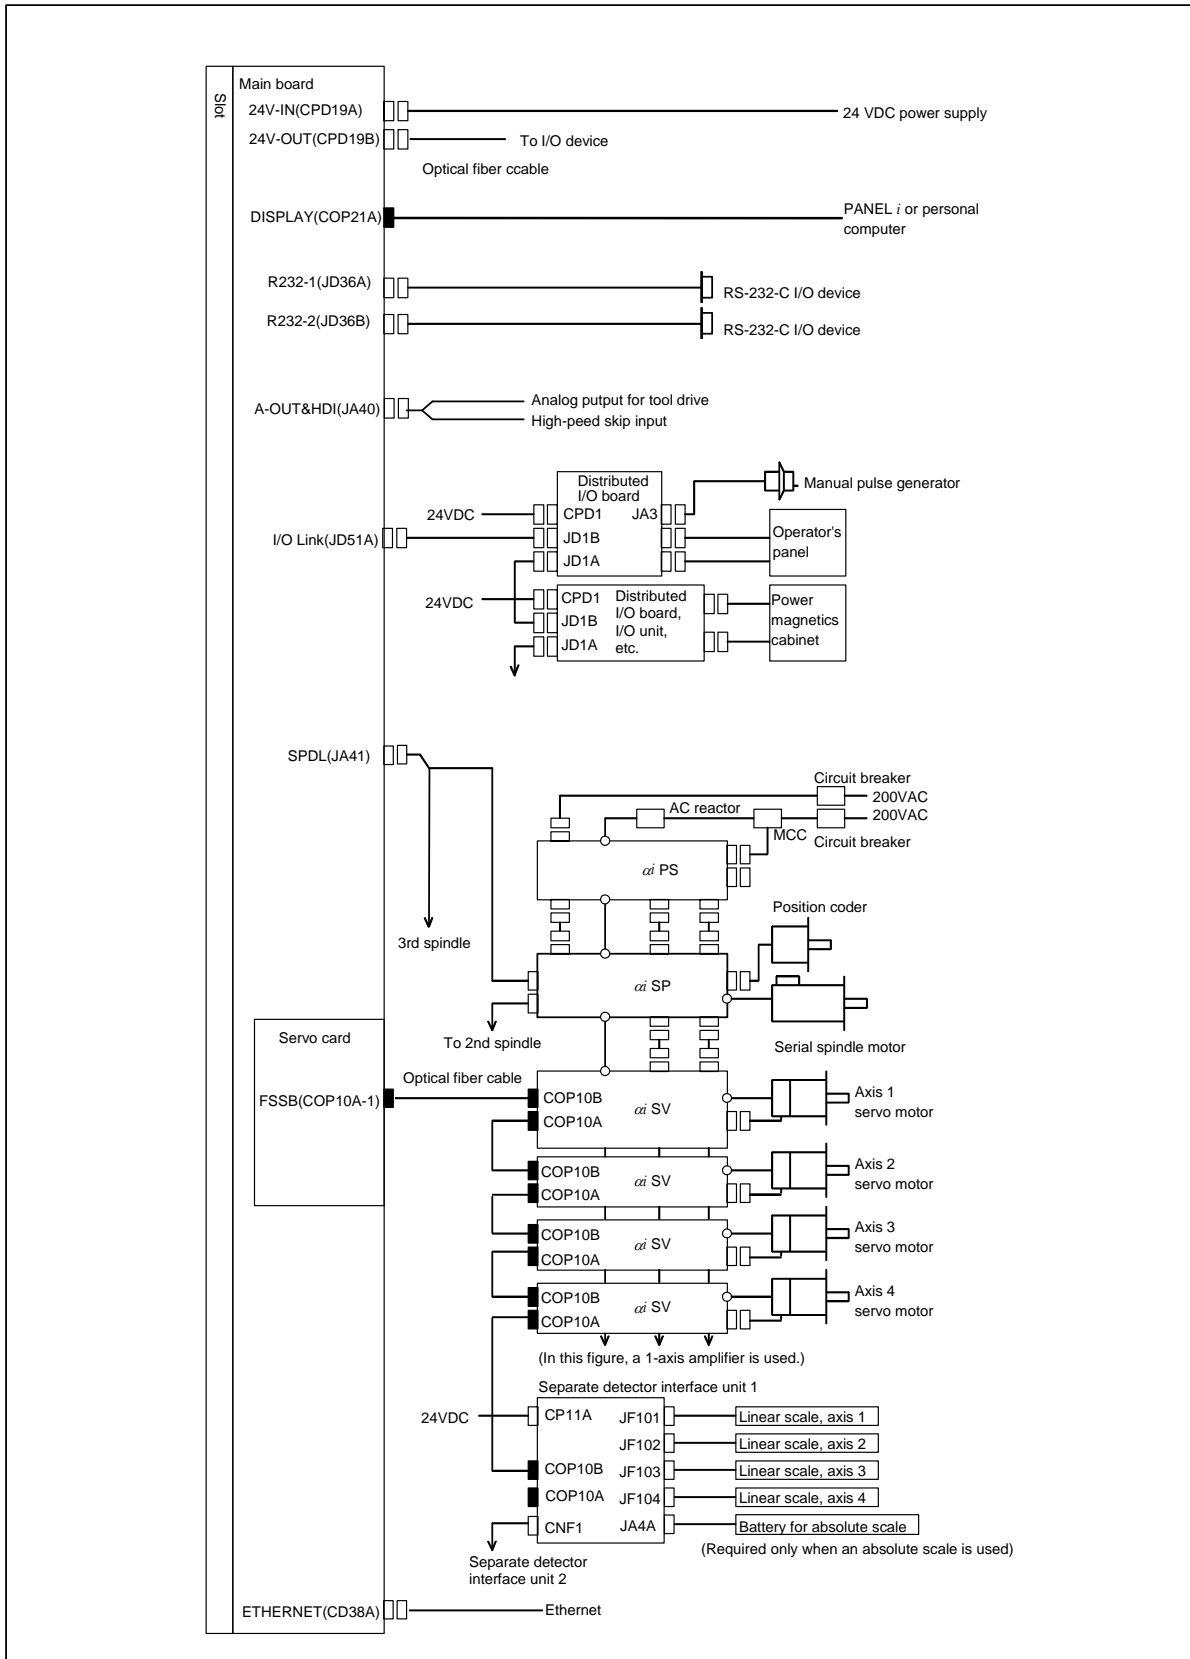 Slot
Main board
24V-IN(CPD19A)
24 VDC power supply
24V-OUT(CPD19B)
To I/O device
Optical fiber ccable
DISPLAY(COP21A)
PANEL i or personal
computer
R232-1(JD36A)
RS-232-C I/O device
R232-2(JD36B)
RS-232-C I/O device
A-OUT&HDI(JA40)
Analog putput for tool drive
High-peed skip input
Distributed
I/O board
Manual pulse generator
24VDC
CPD1
JA3
I/O Link(JD51A)
JD1B
JD1A
Operator's
panel
24VDC
CPD1
JD1B
JD1A
Distributed
I/O board,
I/O unit,
etc.
Power
magnetics
cabinet
SPDL(JA41)
Circuit breaker
200VAC
AC reactor
200VAC
MCC
Circuit breaker
αi PS
Position coder
3rd spindle
αi SP
To 2nd spindle
Serial spindle motor
Servo card
Optical fiber cable
FSSB(COP10A-1)
COP10B
COP10A
αi SV
Axis 1
servo motor
COP10B
COP10A
αi SV
Axis 2
servo motor
COP10B
COP10A
αi SV
Axis 3
servo motor
COP10B
COP10A
αi SV
Axis 4
servo motor
(In this figure, a 1-axis amplifier is used.)
Separate detector interface unit 1
24VDC
CP11A
JF101
Linear scale, axis 1
JF102
Linear scale, axis 2
COP10B
JF103
Linear scale, axis 3
COP10A
JF104
Linear scale, axis 4
CNF1
JA4A
Battery for absolute scale
(Required only when an absolute scale is used)
Separate detector
interface unit 2
ETHERNET(CD38A)
Ethernet